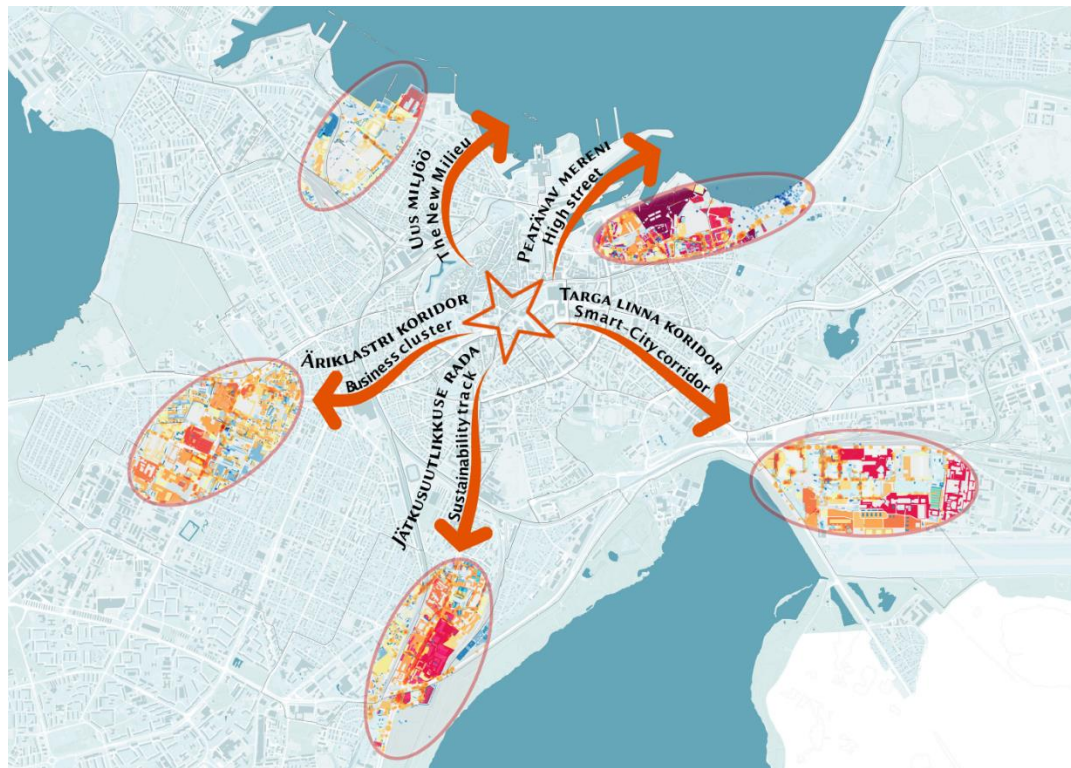 Uus miljöö
The New Milieu
Peatänav mereni
High street
Äriklastri koridor
Business cluster
Targa linna koridor
Smart-City corridor
Jätkusuutlikkuse rada
Sustainability track